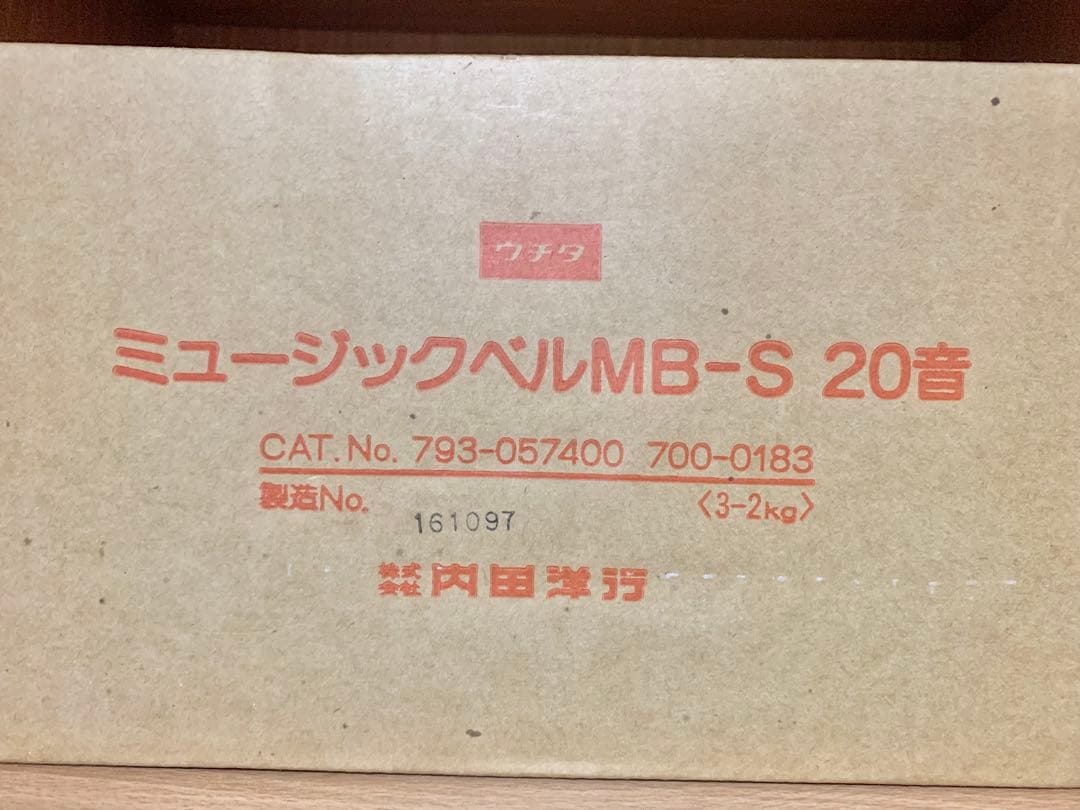 ウチダ
ミュージックベルMB-S 20音
CAT.No. 793-057400 700-0183
製造No. 161097 〈3-2kg〉
株式会社 内田洋行